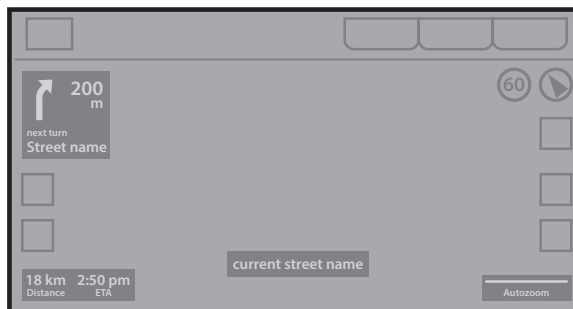 200
m
60
next turn
Street name
current street name
18 km 2:50 pm
Distance ETA
Autozoom